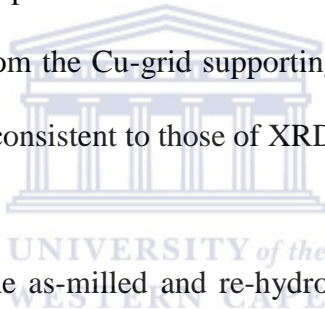 om the Cu-grid supporting
consistent to those of XRD
UNIVERSITY of the
e as-milled and re-hydro
WESTERN CAPE